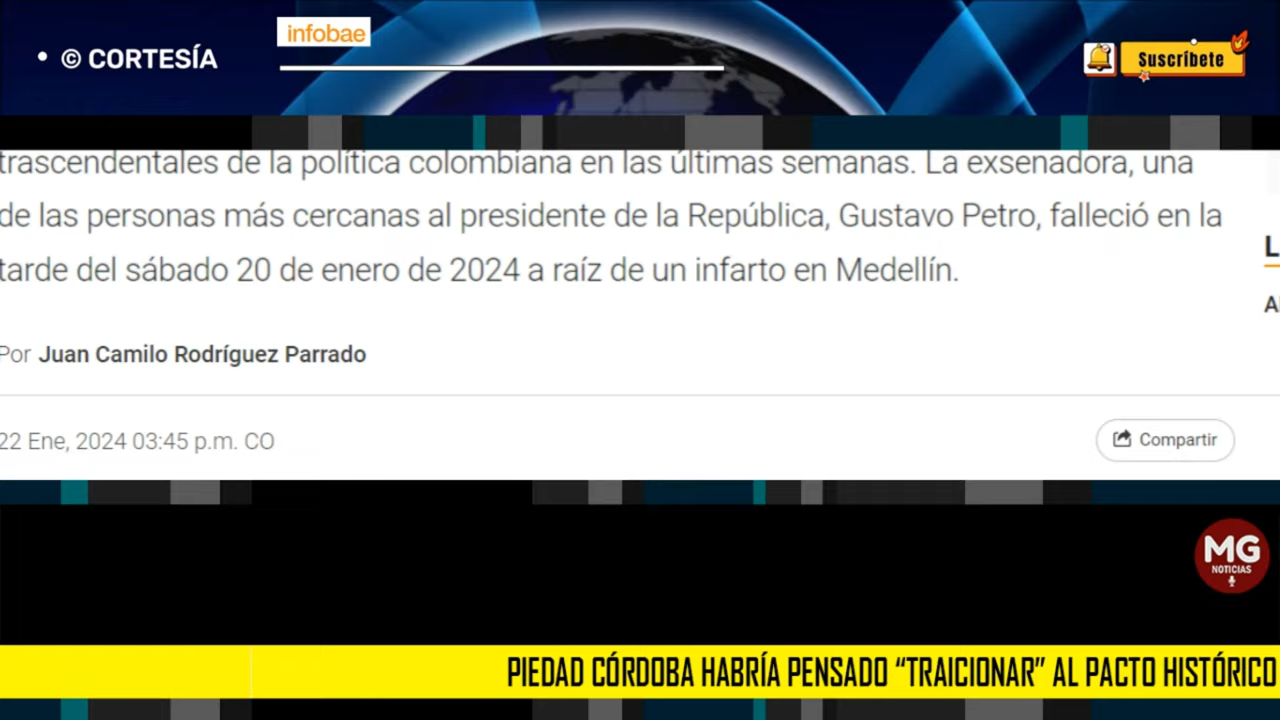 infobae
• © CORTESÍA
Suscríbete
trascendentales de la política colombiana en las últimas semanas. La exsenadora, una
de las personas más cercanas al presidente de la República, Gustavo Petro, falleció en la
tarde del sábado 20 de enero de 2024 a raíz de un infarto en Medellín.
L
Por Juan Camilo Rodríguez Parrado
22 Ene, 2024 03:45 p.m. CO
Compartir
MG
NOTICIAS
PIEDAD CÓRDOBA HABRÍA PENSADO “TRAICIONAR” AL PACTO HISTÓRICO